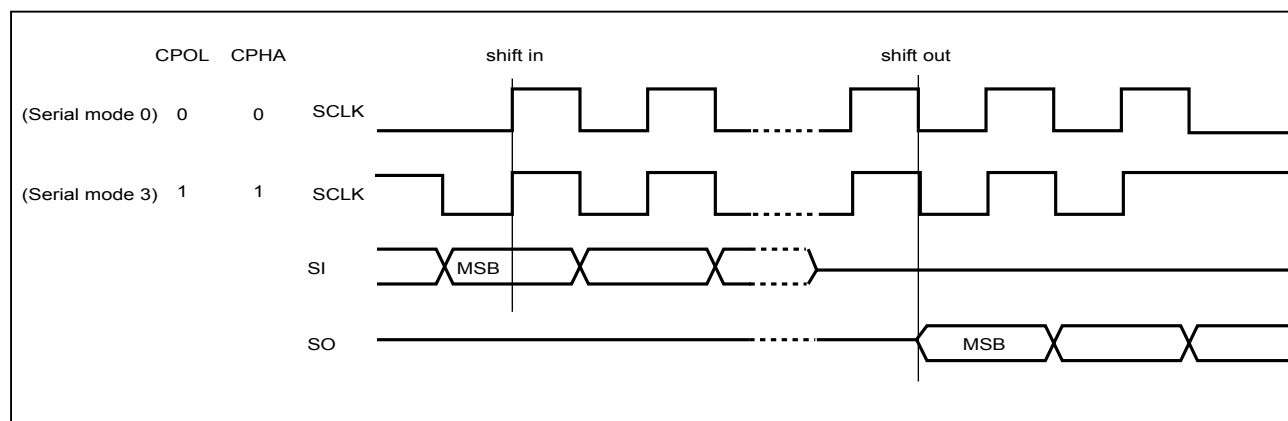 CPOL CPHA shift in shift out
(Serial mode 0) 0 0 SCLK
(Serial mode 3) 1 1 SCLK
SI MSB
SO MSB